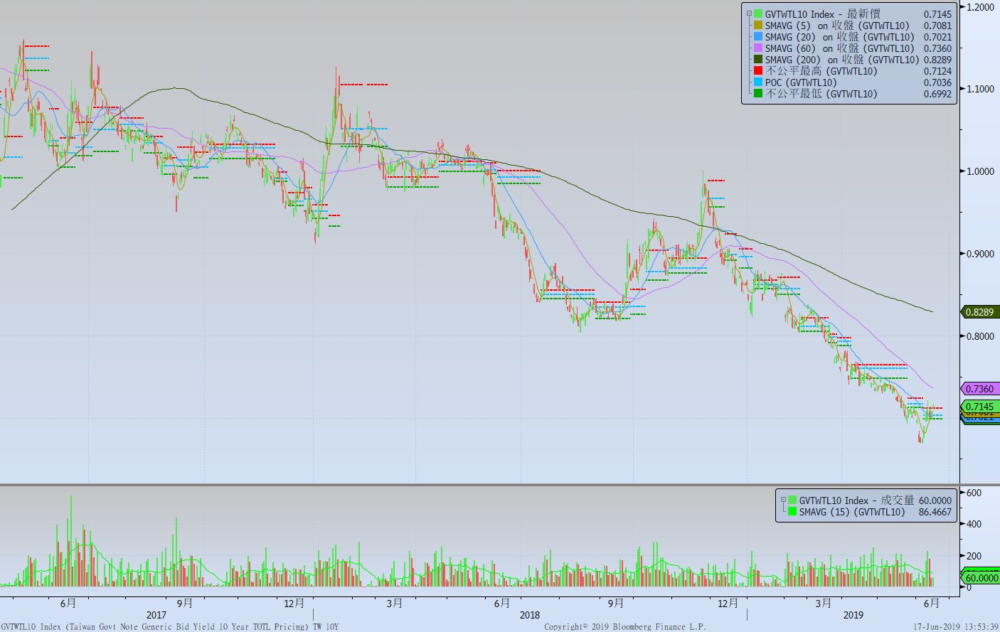 GVTWTL10 Index - 最新價 0.7145
SMAVG (5) on 收盤 (GVTWTL10) 0.7081
SMAVG (20) on 收盤 (GVTWTL10) 0.7021
SMAVG (60) on 收盤 (GVTWTL10) 0.7360
SMAVG (200) on 收盤 (GVTWTL10) 0.8289
不公平最高 (GVTWTL10) 0.7124
POC (GVTWTL10) 0.7036
不公平最低 (GVTWTL10) 0.6992
1.2000
1.1000
1.0000
0.9000
0.8289
0.8000
0.7360
0.7145
0.7081
0.7021
GVTWTL10 Index - 成交量 60.0000
SMAVG (15) (GVTWTL10) 86.4667
600
400
200
60.0000
0
6月 9月 12月 3月 6月 9月 12月 3月 6月
2017 2018 2019
GVTWTL10 Index (Taiwan Govt Note Generic Bid Yield 10 Year TOTL Pricing) TW 10Y Copyright© 2019 Bloomberg Finance L.P. 17-Jun-2019 13:53:39